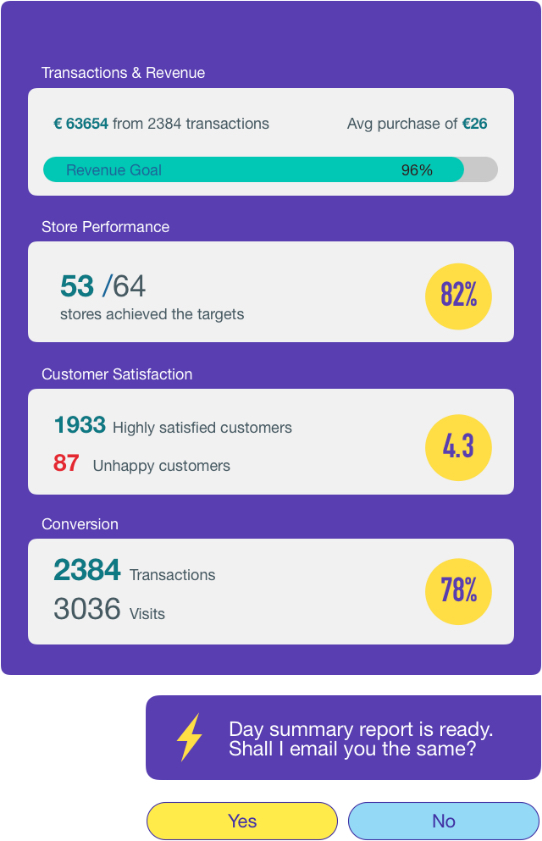 Transactions & Revenue
€ 63654 from 2384 transactions Avg purchase of €26
Revenue Goal 96%
Store Performance
53 /64
stores achieved the targets
82%
Customer Satisfaction
1933 Highly satisfied customers
87 Unhappy customers
4.3
Conversion
2384 Transactions
3036 Visits
78%
Day summary report is ready.
Shall I email you the same?
Yes No